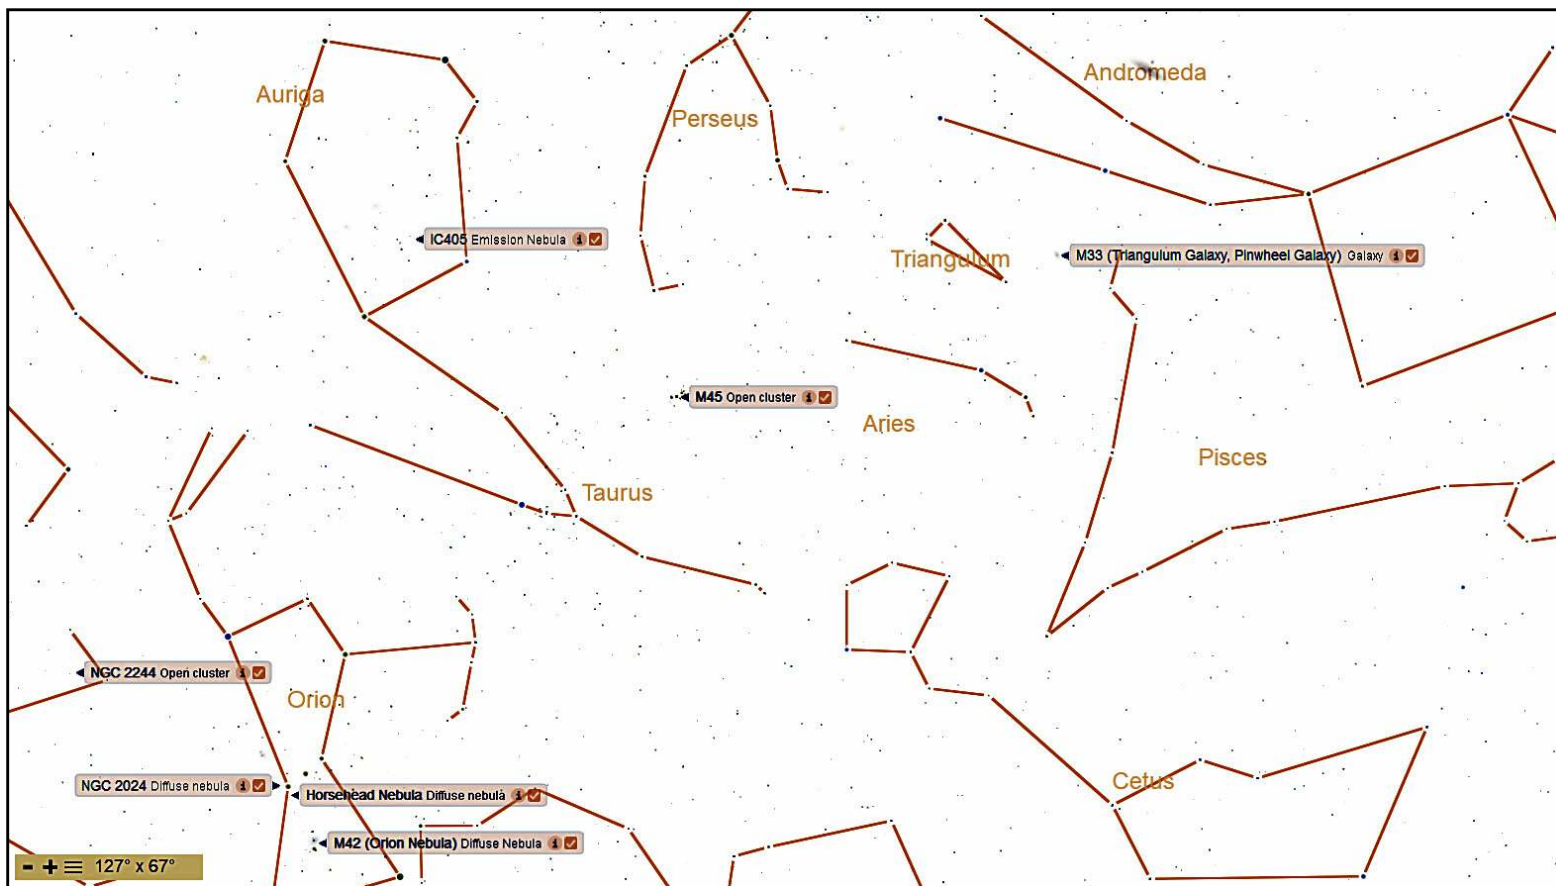 Andromeda
Auriga
Perseus
IC405 Emission Nebula
Triangulum
M33 (Triangulum Galaxy, Pinwheel Galaxy) Galaxy
M45 Open cluster
Aries
Pisces
Taurus
NGC 2244 Open cluster
Orion
Cetus
NGC 2024 Diffuse nebula
Horsehead Nebula Diffuse nebula
M42 (Orion Nebula) Diffuse Nebula
127° x 67°